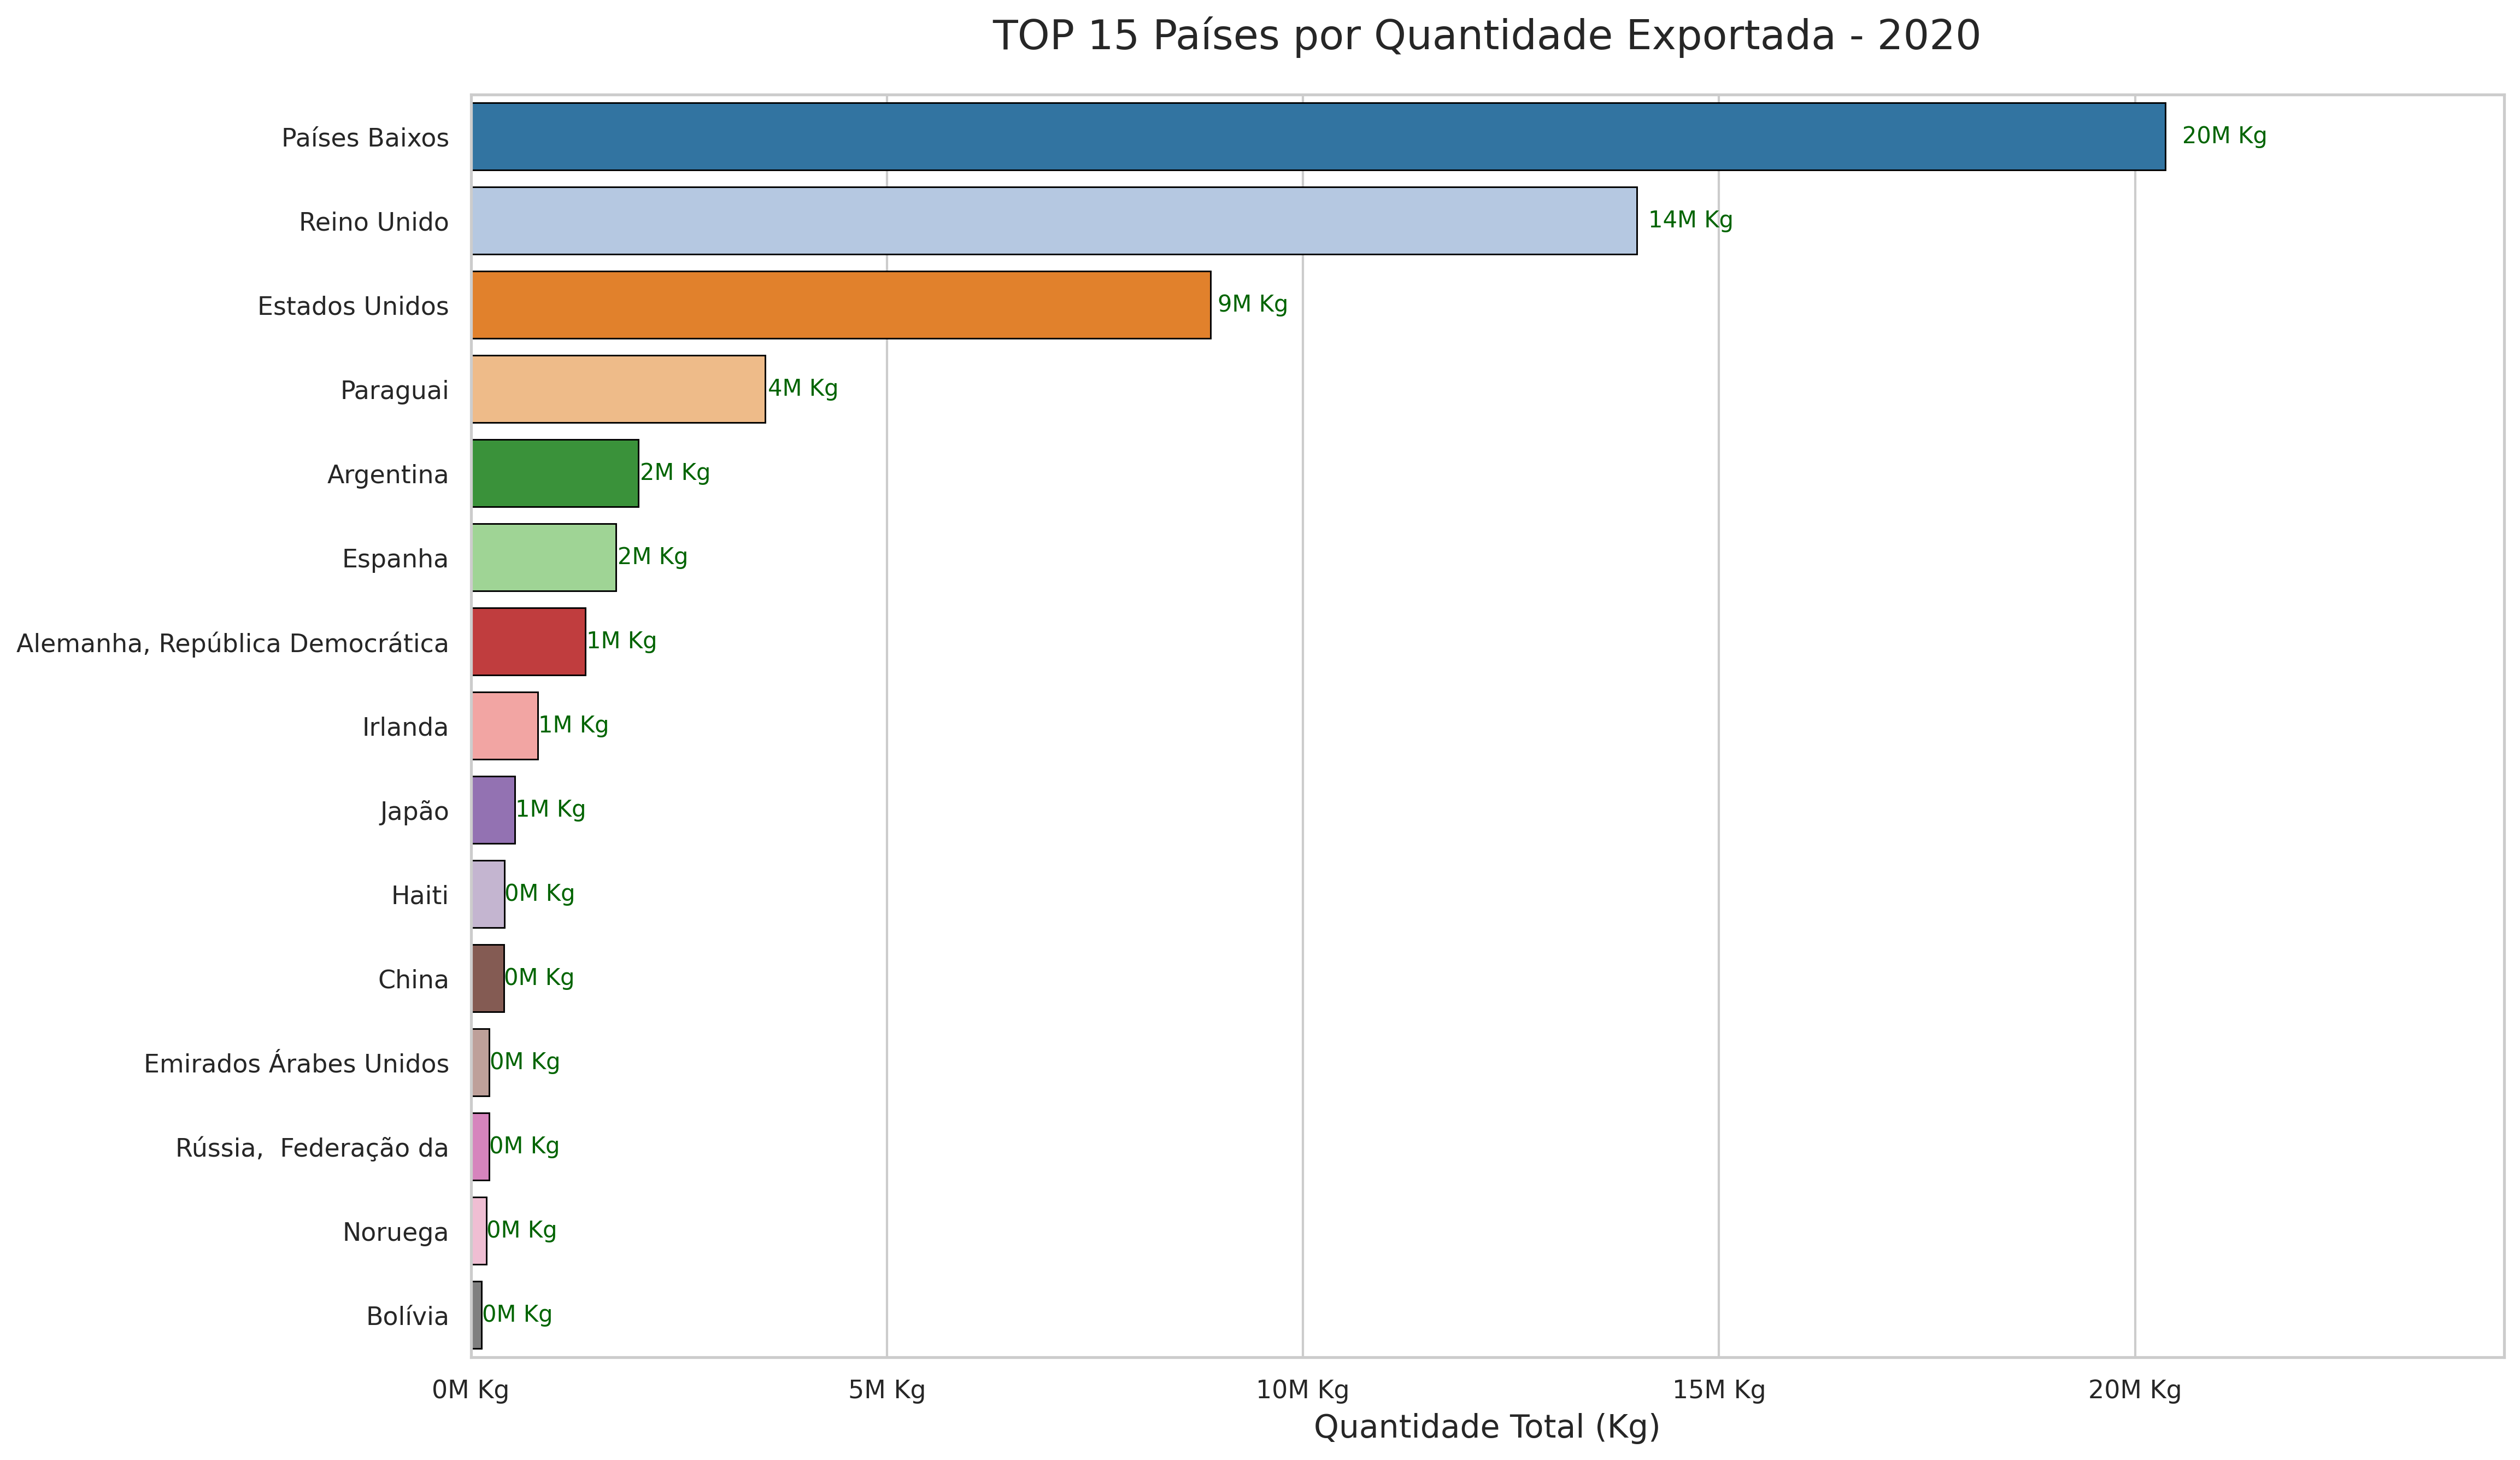 TOP 15 Países por Quantidade Exportada - 2020
Países Baixos 20M Kg
Reino Unido 14M Kg
Estados Unidos 9M Kg
Paraguai 4M Kg
Argentina 2M Kg
Espanha 2M Kg
Alemanha, República Democrática 1M Kg
Irlanda 1M Kg
Japão 1M Kg
Haiti 0M Kg
China 0M Kg
Emirados Árabes Unidos 0M Kg
Rússia,  Federação da 0M Kg
Noruega 0M Kg
Bolívia 0M Kg
0M Kg 5M Kg 10M Kg 15M Kg 20M Kg
Quantidade Total (Kg)